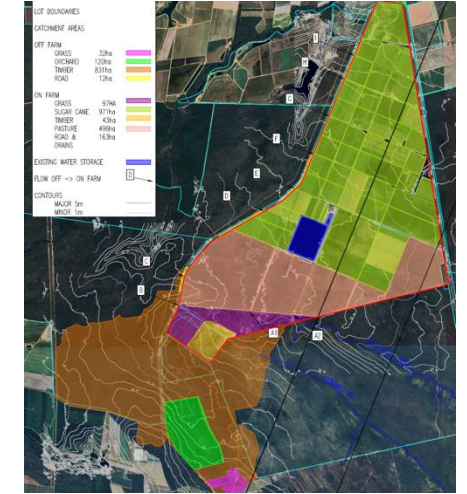 LOT BOUNDARIES
CATCHMENT AREAS
OFF FARM
GRASS 32ha
ORCHARD 120ha
TIMBER 831ha
ROAD 12ha
ON FARM
GRASS 97HA
SUGAR CANE 971ha
TIMBER 43ha
PASTURE 496ha
ROAD & 163ha
DRAINS
EXISTING WATER STORAGE
FLOW OFF -> ON FARM D
CONTOURS
MAJOR 5m
MINOR 1m
I
H
G
F
E
D
C
B
A1
A2